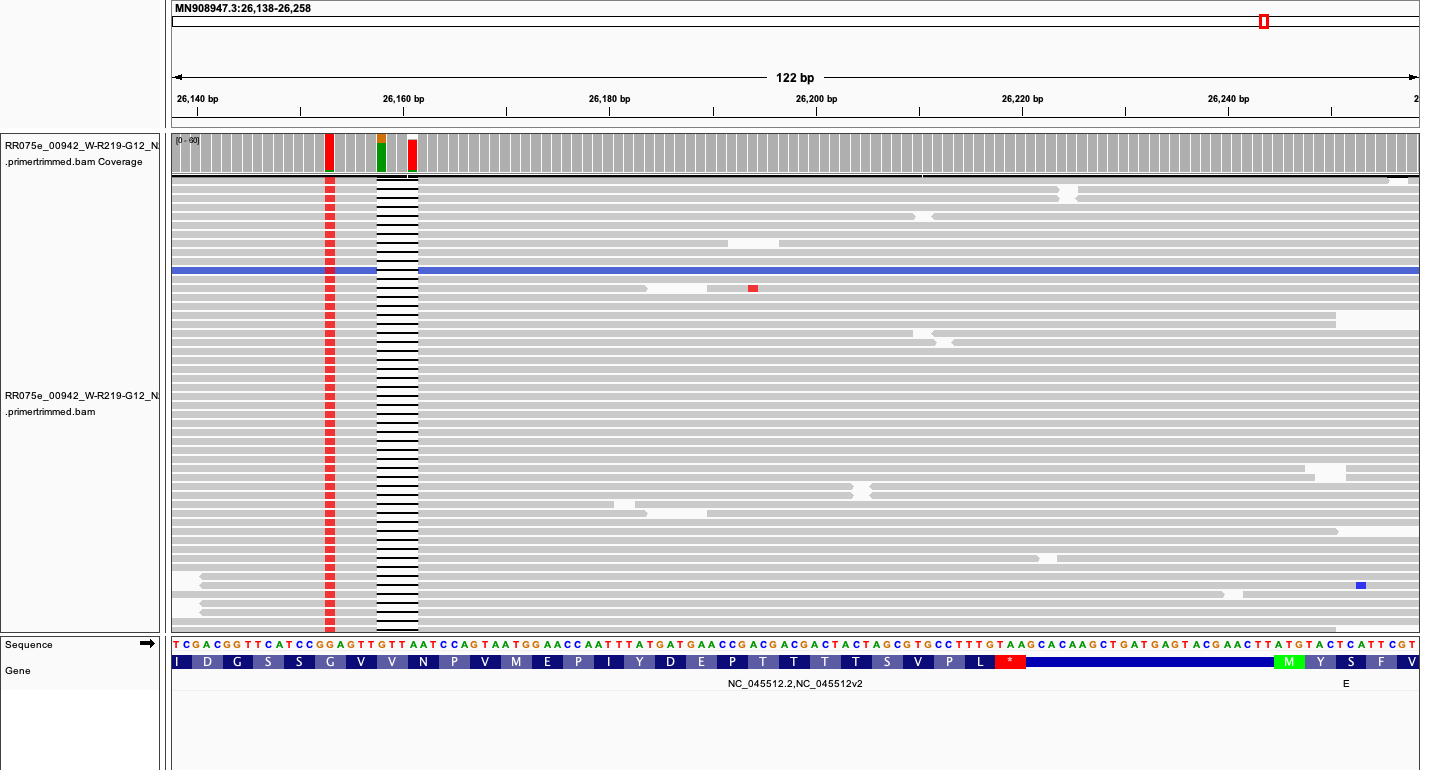 MN908947.3:26,138-26,258
122 bp
26,140 bp 26,160 bp 26,180 bp 26,200 bp 26,220 bp 26,240 bp 2
RR075e_00942_W-R219-G12_N
.primertrimmed.bam Coverage
[0 - 60]
RR075e_00942_W-R219-G12_N
.primertrimmed.bam
Sequence
TCGACGGTTCATCCGGAGTTGTTAATCCAGTAATGGAACCAATTTATGATGAACCGACGACGACTACTAGCGTGCCTTTGTAAGCACAAGCTGATGAGTACGAACTTATGTACTCATTCGT
Gene
I D G S S G V V N P V M E P I Y D E P T T T T S V P L * M Y S F V
NC_045512.2,NC_045512v2 E